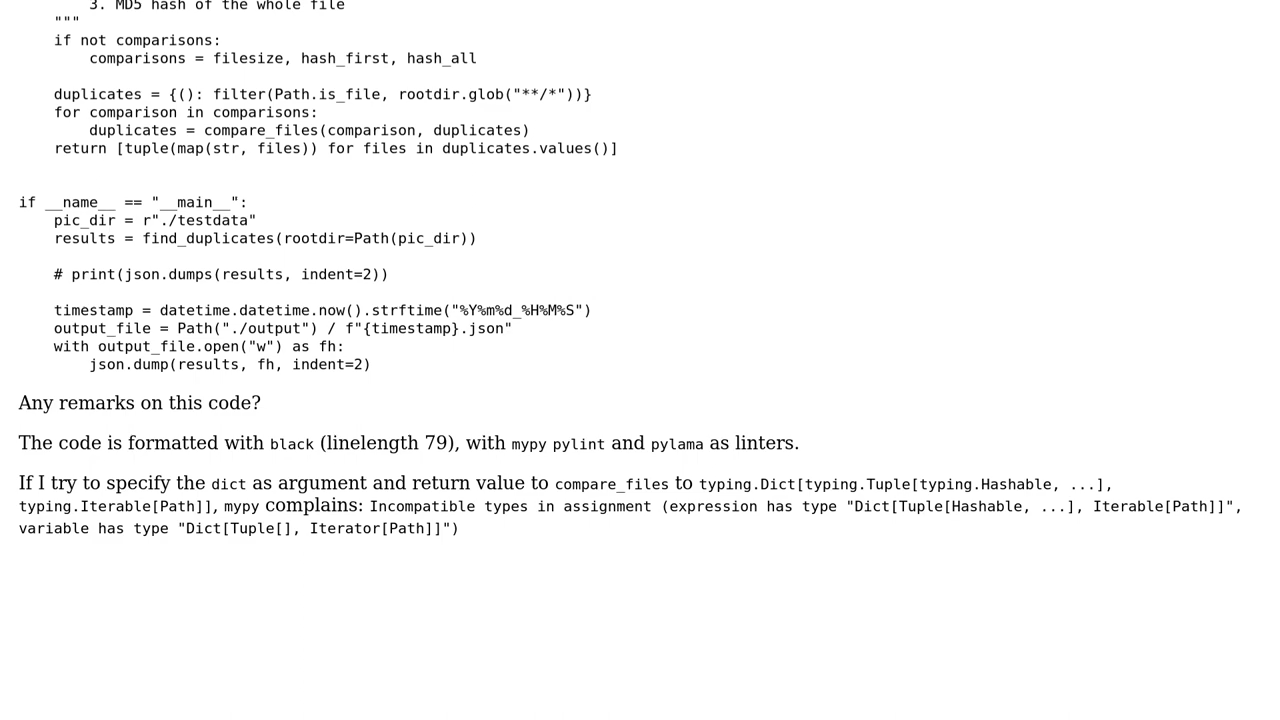 3. MD5 hash of the whole file
"""
if not comparisons:
comparisons = filesize, hash_first, hash_all
duplicates = {(): filter(Path.is_file, rootdir.glob("**/*"))}
for comparison in comparisons:
duplicates = compare_files(comparison, duplicates)
return [tuple(map(str, files)) for files in duplicates.values()]
if __name__ == "__main__":
pic_dir = r"./testdata"
results = find_duplicates(rootdir=Path(pic_dir))
# print(json.dumps(results, indent=2))
timestamp = datetime.datetime.now().strftime("%Y%m%d_%H%M%S")
output_file = Path("./output") / f"{timestamp}.json"
with output_file.open("w") as fh:
json.dump(results, fh, indent=2)
Any remarks on this code?
The code is formatted with black (linelength 79), with mypy pylint and pylama as linters.
If I try to specify the dict as argument and return value to compare_files to typing.Dict[typing.Tuple[typing.Hashable, ...],
typing.Iterable[Path]], mypy complains: Incompatible types in assignment (expression has type "Dict[Tuple[Hashable, ...], Iterable[Path]]",
variable has type "Dict[Tuple[], Iterator[Path]]")